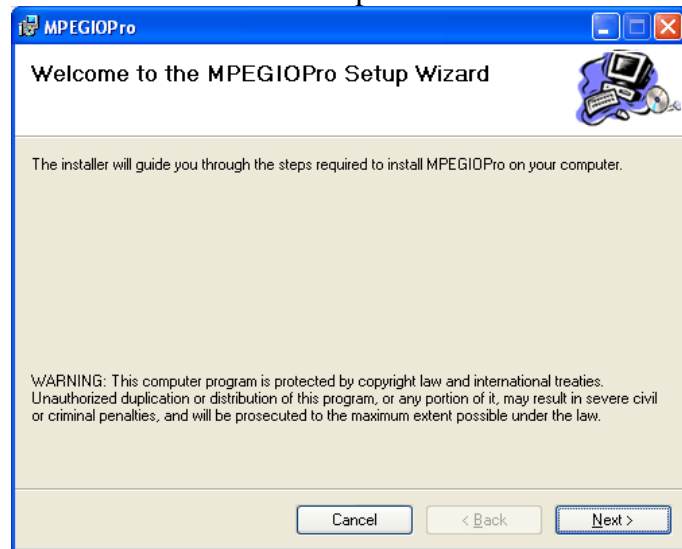 MPEGIOPro
Welcome to the MPEGIOPro Setup Wizard
The installer will guide you through the steps required to install MPEGIOPro on your computer.
WARNING: This computer program is protected by copyright law and international treaties.
Unauthorized duplication or distribution of this program, or any portion of it, may result in severe civil
or criminal penalties, and will be prosecuted to the maximum extent possible under the law.
Cancel
< Back
Next >